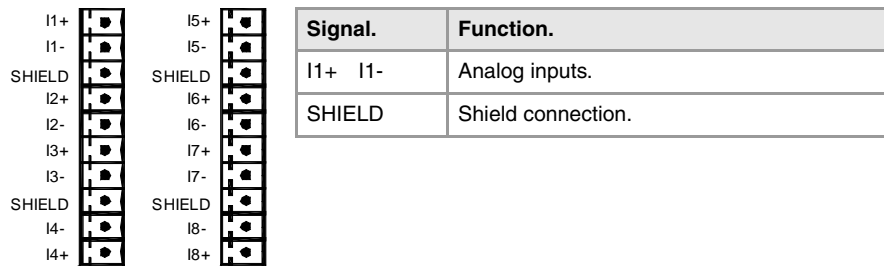 I1+
I1-
SHIELD
I2+
I2-
I3+
I3-
SHIELD
I4-
I4+
I5+
I5-
SHIELD
I6+
I6-
I7+
I7-
SHIELD
I8-
I8+
Signal. Function.
I1+ I1- Analog inputs.
SHIELD Shield connection.